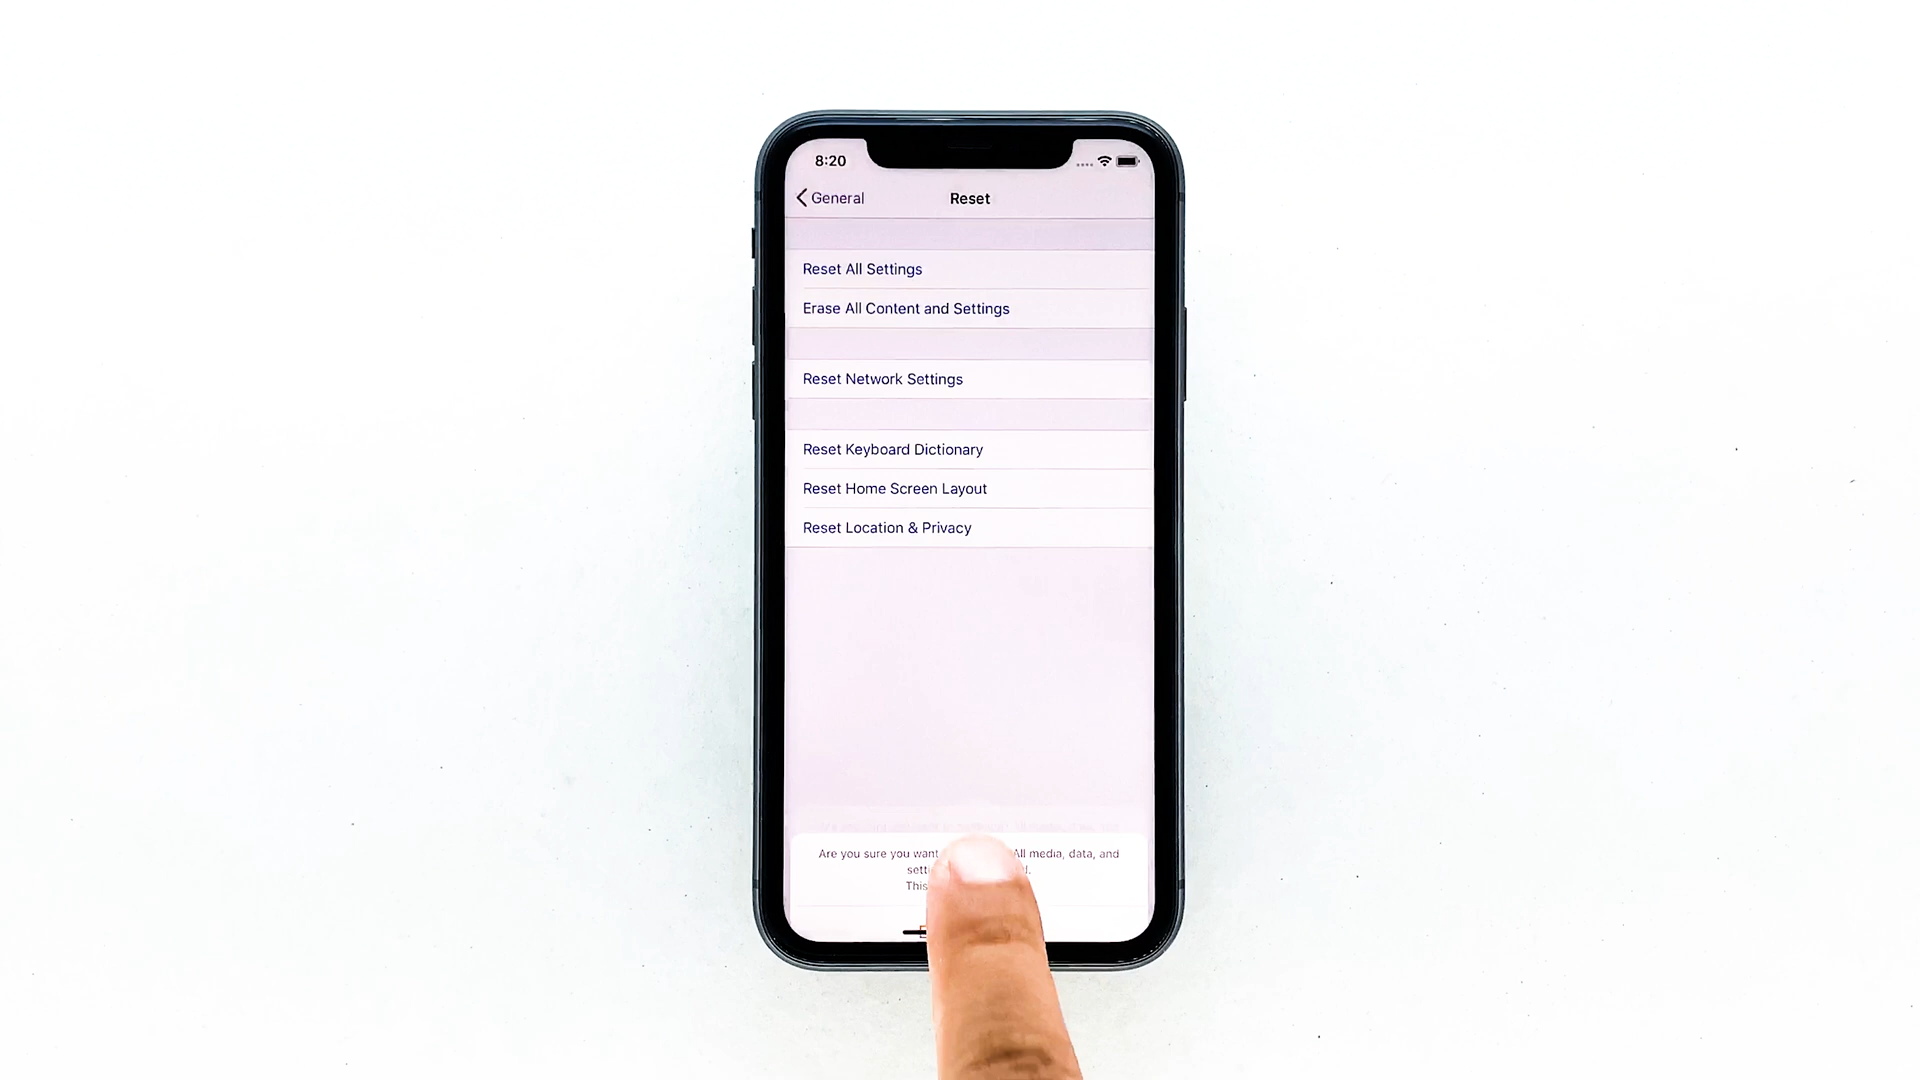 8:20
General
Reset
Reset All Settings
Erase All Content and Settings
Reset Network Settings
Reset Keyboard Dictionary
Reset Home Screen Layout
Reset Location & Privacy
Are you sure you want All media, data, and
This